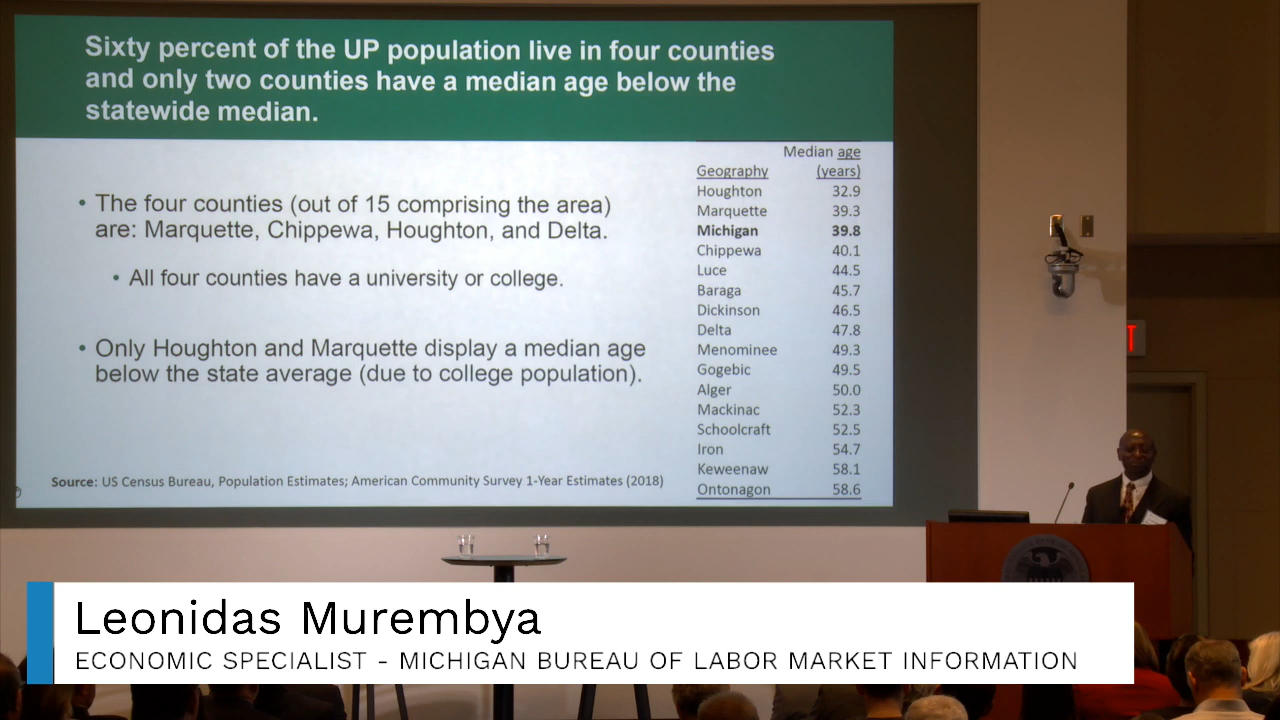 Sixty percent of the UP population live in four counties
and only two counties have a median age below the
statewide median.
• The four counties (out of 15 comprising the area)
are: Marquette, Chippewa, Houghton, and Delta.
• All four counties have a university or college.
• Only Houghton and Marquette display a median age
below the state average (due to college population).
Median age
Geography (years)
Houghton 32.9
Marquette 39.3
Michigan 39.8
Chippewa 40.1
Luce 44.5
Baraga 45.7
Dickinson 46.5
Delta 47.8
Menominee 49.3
Gogebic 49.5
Alger 50.0
Mackinac 52.3
Schoolcraft 52.5
Iron 54.7
Keweenaw 58.1
Ontonagon 58.6
Source: US Census Bureau, Population Estimates; American Community Survey 1-Year Estimates (2018)
Leonidas Murembya
ECONOMIC SPECIALIST - MICHIGAN BUREAU OF LABOR MARKET INFORMATION